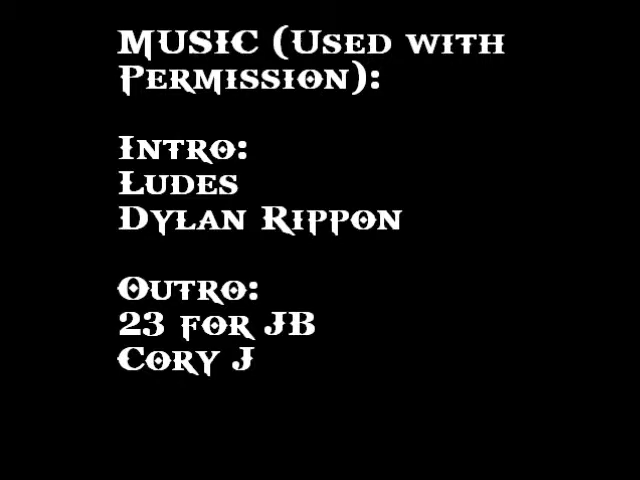 MUSIC (Used with
Permission):
Intro:
Ludes
Dylan Rippon
Outro:
23 for JB
Cory J